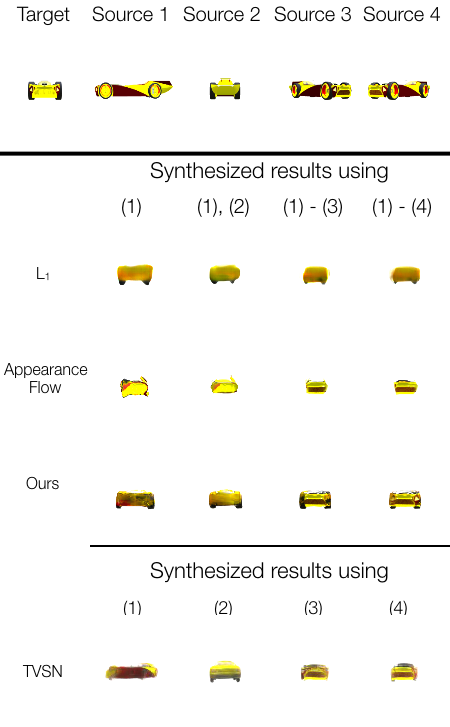 Target Source 1 Source 2 Source 3 Source 4
Synthesized results using
(1) (1), (2) (1) - (3) (1) - (4)
L₁
Appearance
Flow
Ours
Synthesized results using
(1) (2) (3) (4)
TVSN